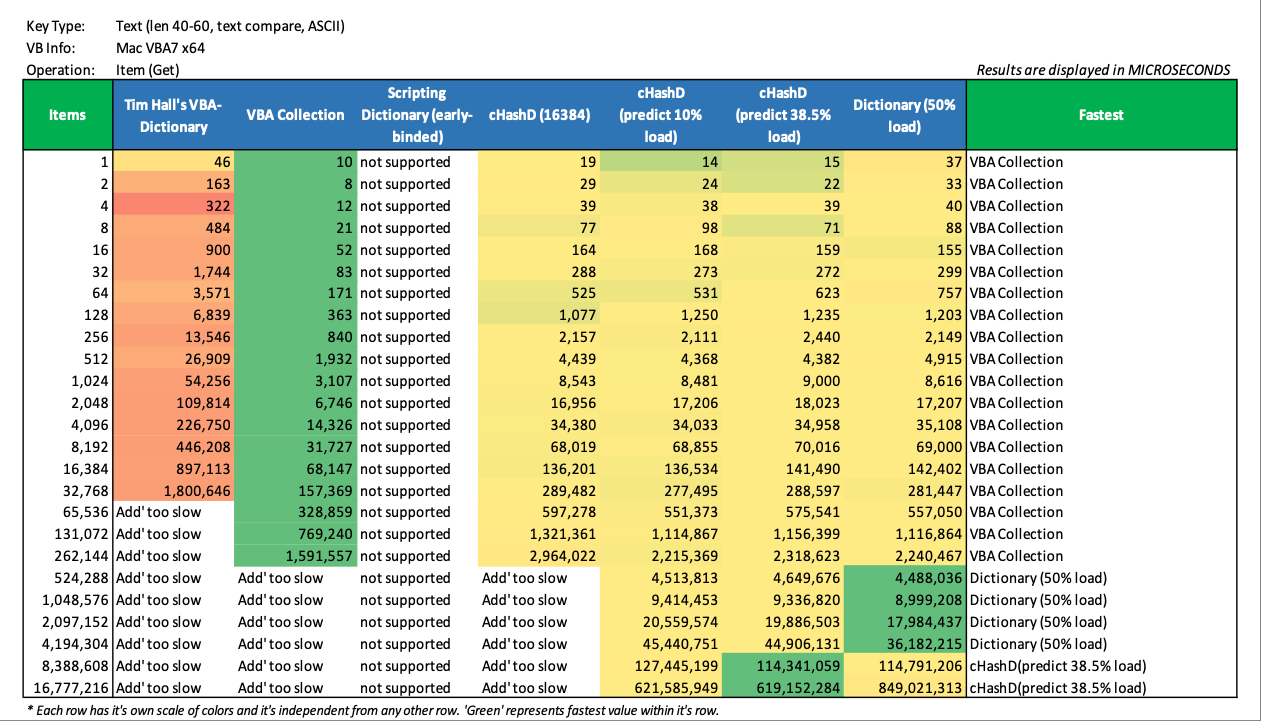 Key Type: Text (len 40-60, text compare, ASCII)
VB Info: Mac VBA7 x64
Operation: Item (Get) Results are displayed in MICROSECONDS
Items Tim Hall's VBA-Dictionary VBA Collection Scripting Dictionary (early-binded) cHashD (16384) cHashD (predict 10% load) cHashD (predict 38.5% load) Dictionary (50% load) Fastest
1 46 10 not supported 19 14 15 37 VBA Collection
2 163 8 not supported 29 24 22 33 VBA Collection
4 322 12 not supported 39 38 39 40 VBA Collection
8 484 21 not supported 77 98 71 88 VBA Collection
16 900 52 not supported 164 168 159 155 VBA Collection
32 1,744 83 not supported 288 273 272 299 VBA Collection
64 3,571 171 not supported 525 531 623 757 VBA Collection
128 6,839 363 not supported 1,077 1,250 1,235 1,203 VBA Collection
256 13,546 840 not supported 2,157 2,111 2,440 2,149 VBA Collection
512 26,909 1,932 not supported 4,439 4,368 4,382 4,915 VBA Collection
1,024 54,256 3,107 not supported 8,543 8,481 9,000 8,616 VBA Collection
2,048 109,814 6,746 not supported 16,956 17,206 18,023 17,207 VBA Collection
4,096 226,750 14,326 not supported 34,380 34,033 34,958 35,108 VBA Collection
8,192 446,208 31,727 not supported 68,019 68,855 70,016 69,000 VBA Collection
16,384 897,113 68,147 not supported 136,201 136,534 141,490 142,402 VBA Collection
32,768 1,800,646 157,369 not supported 289,482 277,495 288,597 281,447 VBA Collection
65,536 Add' too slow 328,859 not supported 597,278 551,373 575,541 557,050 VBA Collection
131,072 Add' too slow 769,240 not supported 1,321,361 1,114,867 1,156,399 1,116,864 VBA Collection
262,144 Add' too slow 1,591,557 not supported 2,964,022 2,215,369 2,318,623 2,240,467 VBA Collection
524,288 Add' too slow Add' too slow not supported Add' too slow 4,513,813 4,649,676 4,488,036 Dictionary (50% load)
1,048,576 Add' too slow Add' too slow not supported Add' too slow 9,414,453 9,336,820 8,999,208 Dictionary (50% load)
2,097,152 Add' too slow Add' too slow not supported Add' too slow 20,559,574 19,886,503 17,984,437 Dictionary (50% load)
4,194,304 Add' too slow Add' too slow not supported Add' too slow 45,440,751 44,906,131 36,182,215 Dictionary (50% load)
8,388,608 Add' too slow Add' too slow not supported Add' too slow 127,445,199 114,341,059 114,791,206 cHashD(predict 38.5% load)
16,777,216 Add' too slow Add' too slow not supported Add' too slow 621,585,949 619,152,284 849,021,313 cHashD(predict 38.5% load)
* Each row has it's own scale of colors and it's independent from any other row. 'Green' represents fastest value within it's row.